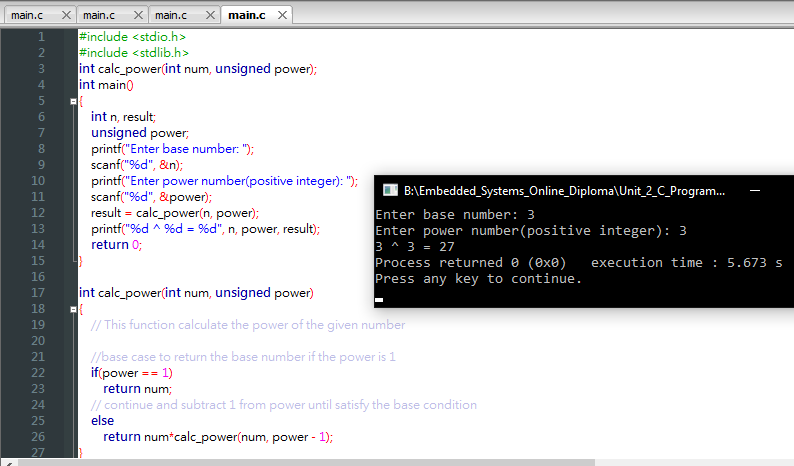 main.c main.c main.c main.c
1 #include <stdio.h>
2 #include <stdlib.h>
3 int calc_power(int num, unsigned power);
4 int main()
5 {
6 int n, result;
7 unsigned power;
8 printf("Enter base number: ");
9 scanf("%d", &n);
10 printf("Enter power number(positive integer): ");
11 scanf("%d", &power);
12 result = calc_power(n, power);
13 printf("%d ^ %d = %d", n, power, result);
14 return 0;
15 }
16
17 int calc_power(int num, unsigned power)
18 {
19 // This function calculate the power of the given number
20
21 //base case to return the base number if the power is 1
22 if(power == 1)
23 return num;
24 // continue and subtract 1 from power until satisfy the base condition
25 else
26 return num*calc_power(num, power - 1);
27 }
B:\Embedded_Systems_Online_Diploma\Unit_2_C_Program...
Enter base number: 3
Enter power number(positive integer): 3
3 ^ 3 = 27
Process returned 0 (0x0) execution time : 5.673 s
Press any key to continue.